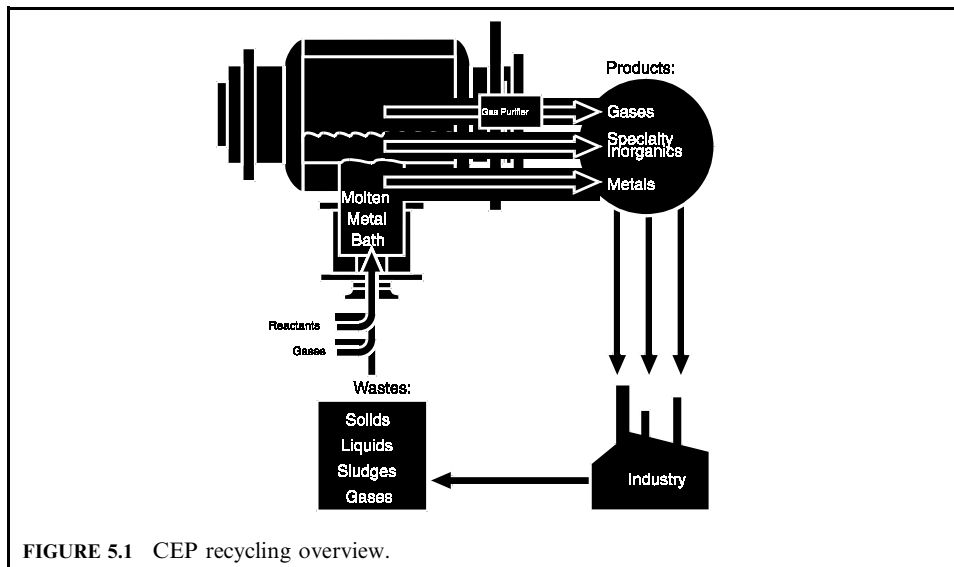 Products:
Gas Purifier
Gases
Specialty
Inorganics
Metals
Molten
Metal
Bath
Reactants
Gases
Wastes:
Solids
Liquids
Sludges
Gases
Industry
FIGURE 5.1 CEP recycling overview.